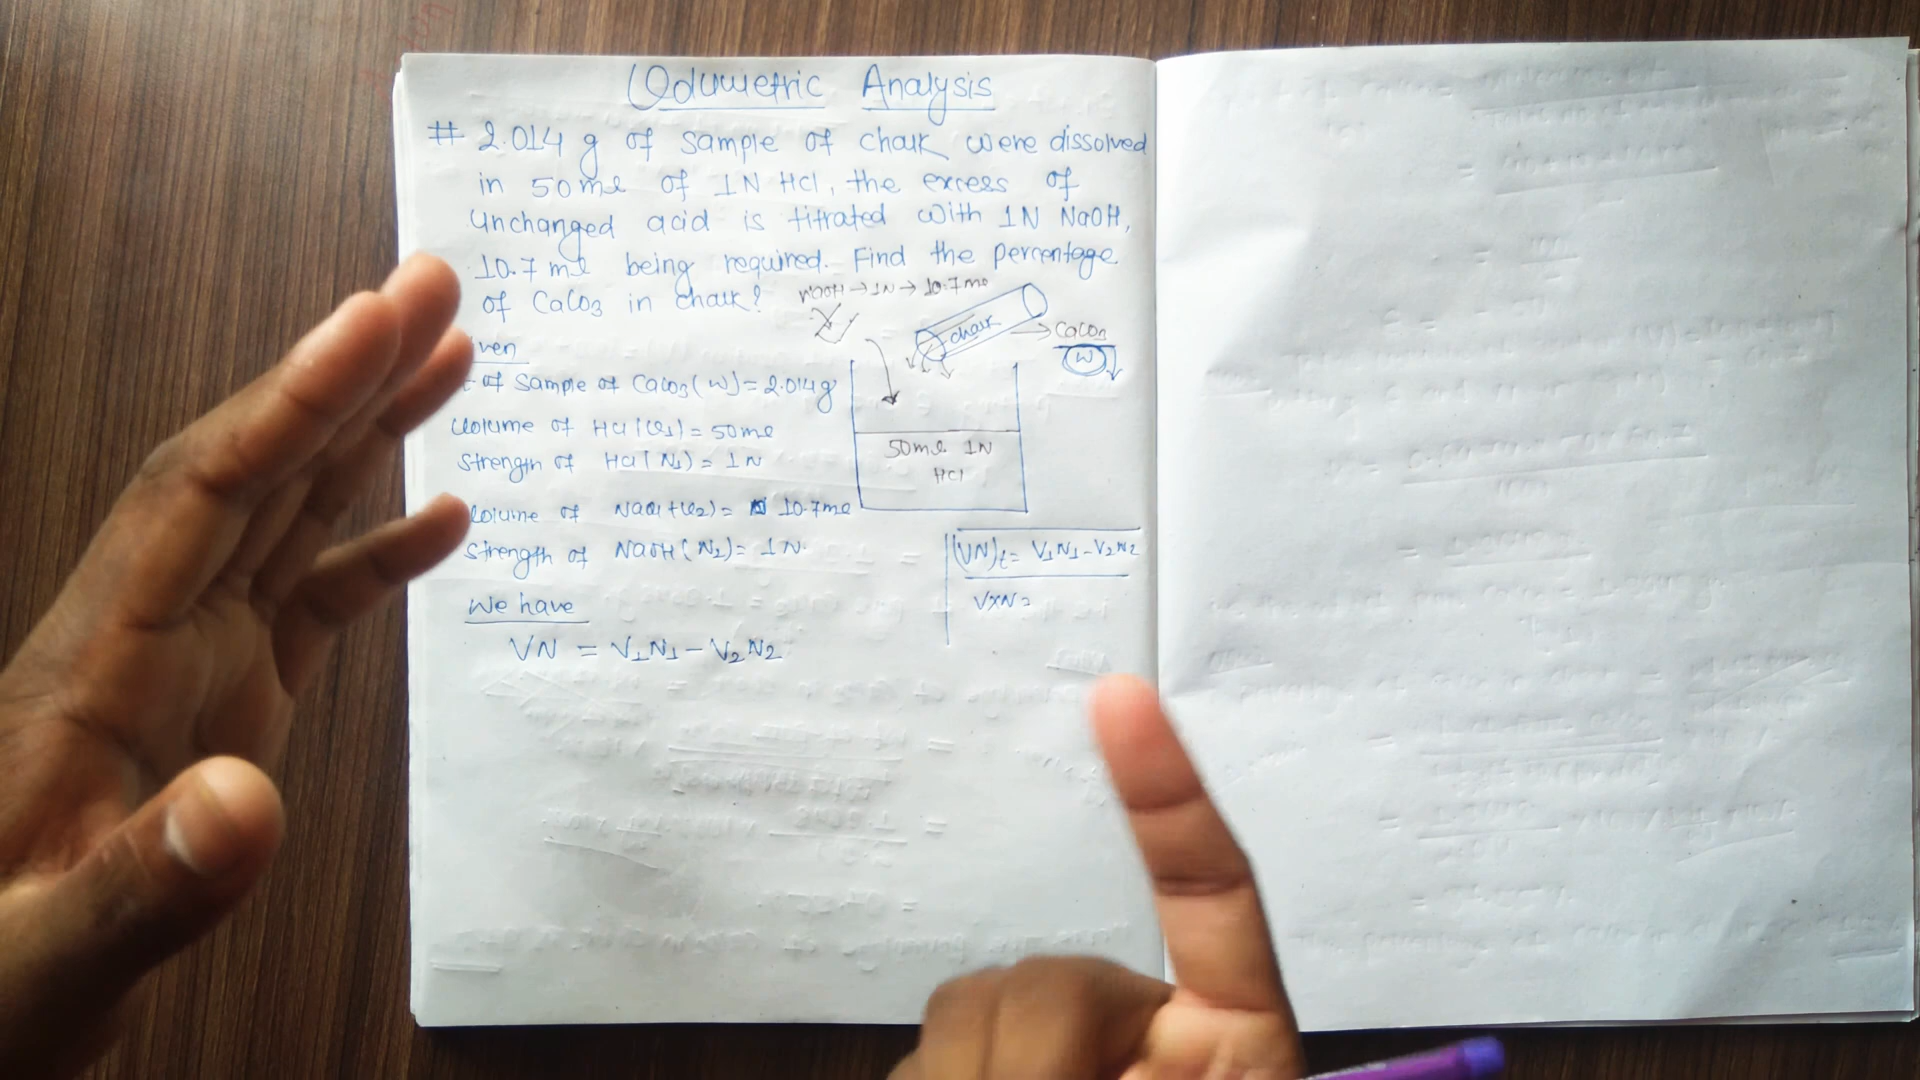 Volumetric Analysis
# 2.014 g of sample of chalk were dissolved
in 50ml of 1N HCl, the excess of
Unchanged acid is titrated with 1N NaOH,
10.7 ml being required. Find the percentage
of CaCO3 in chalk?
NaOH → 1N → 10.7ml
chalk
CaCO3
W
ven
of Sample of CaCO3 (W) = 2.014g
Volume of HCl (V1) = 50ml
Strength of HCl (N1) = 1N
50ml 1N
HCl
Volume of NaOH (V2) = 10.7ml
Strength of NaOH (N2) = 1N.
(VN)t = V1N1 - V2N2
V×N =
We have
VN = V1N1 - V2N2